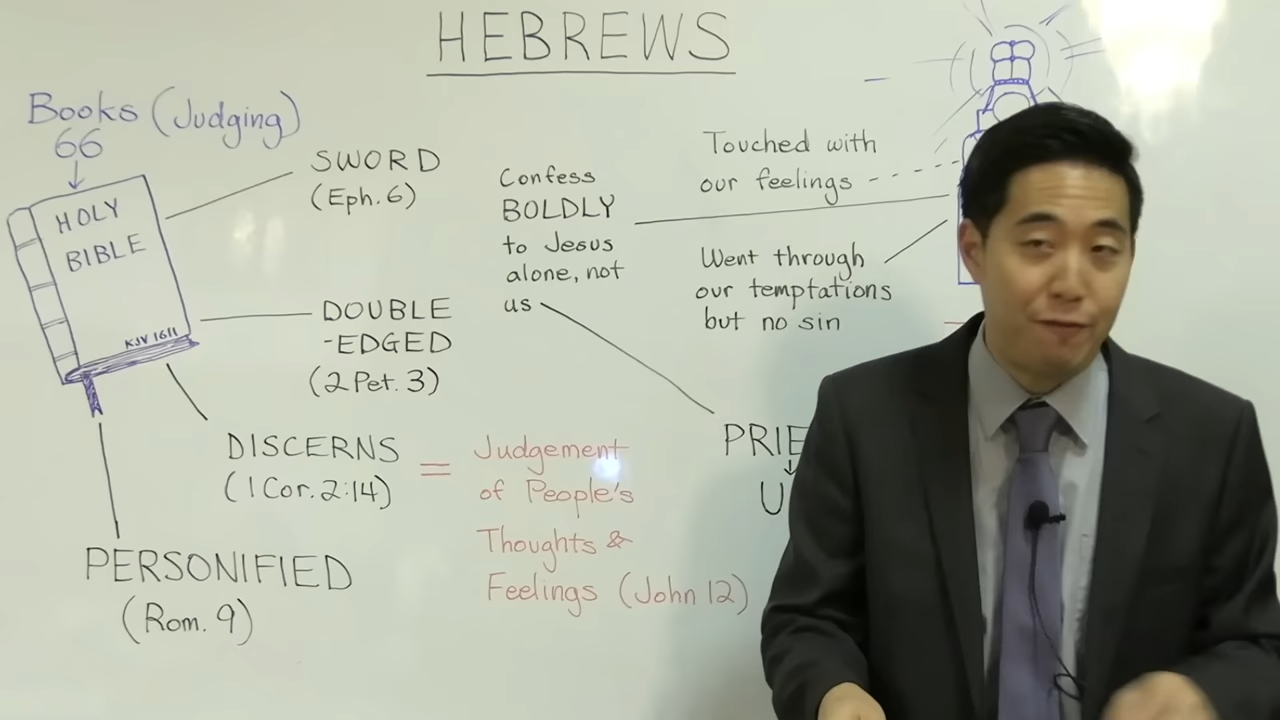 HEBREWS
Books (Judging)
66
HOLY
BIBLE
KJV 1611
SWORD
(Eph. 6)
DOUBLE
-EDGED
(2 Pet. 3)
DISCERNS
(1 Cor. 2:14)
=
Judgement
of People's
Thoughts &
Feelings (John 12)
PERSONIFIED
(Rom. 9)
Confess
BOLDLY
to Jesus
alone, not
us
Touched with
our feelings
Went through
our temptations
but no sin